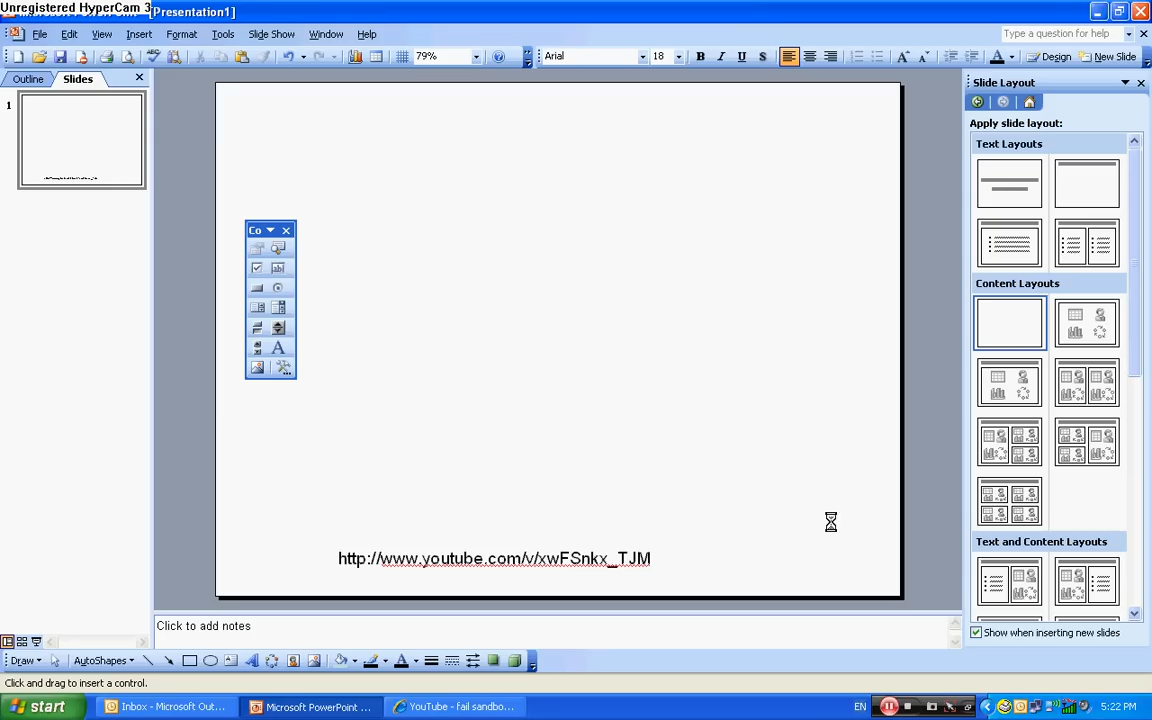 Unregistered HyperCam 3
[Presentation1]
File Edit View Insert Format Tools Slide Show Window Help
Type a question for help
79%
Arial
18
B I U S
Design
New Slide
Outline
Slides
1
Co
Slide Layout
Apply slide layout:
Text Layouts
Content Layouts
Text and Content Layouts
Show when inserting new slides
http://www.youtube.com/v/xwFSnkx_TJM
Click to add notes
Draw
AutoShapes
Click and drag to insert a control.
start
Inbox - Microsoft Out...
Microsoft PowerPoint ...
YouTube - fail sandbo...
EN
5:22 PM